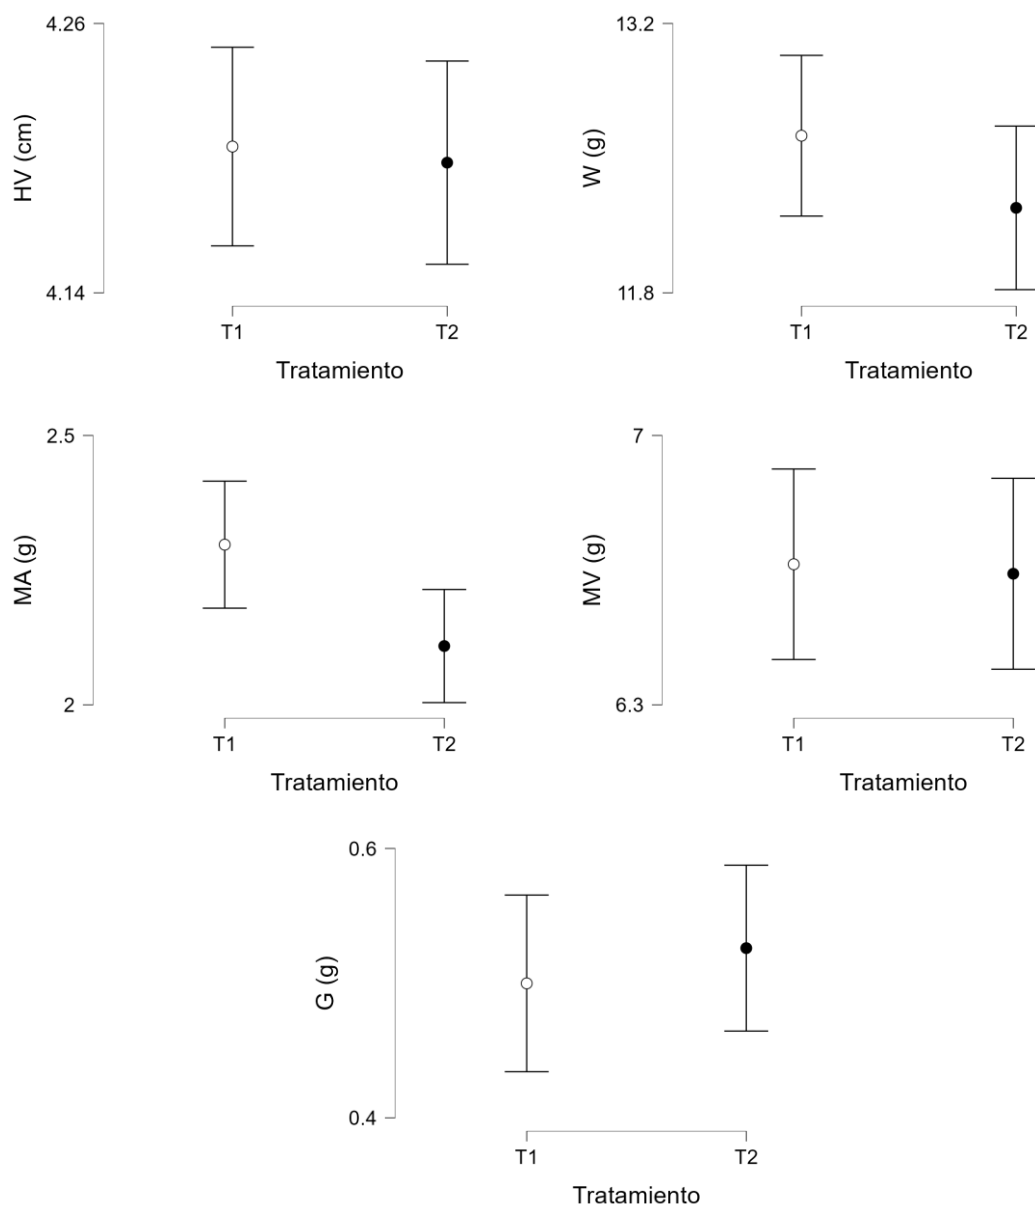 4.26
HV (cm)
4.14
T1
T2
Tratamiento
13.2
W (g)
11.8
T1
T2
Tratamiento
2.5
MA (g)
2
T1
T2
Tratamiento
7
MV (g)
6.3
T1
T2
Tratamiento
0.6
G (g)
0.4
T1
T2
Tratamiento